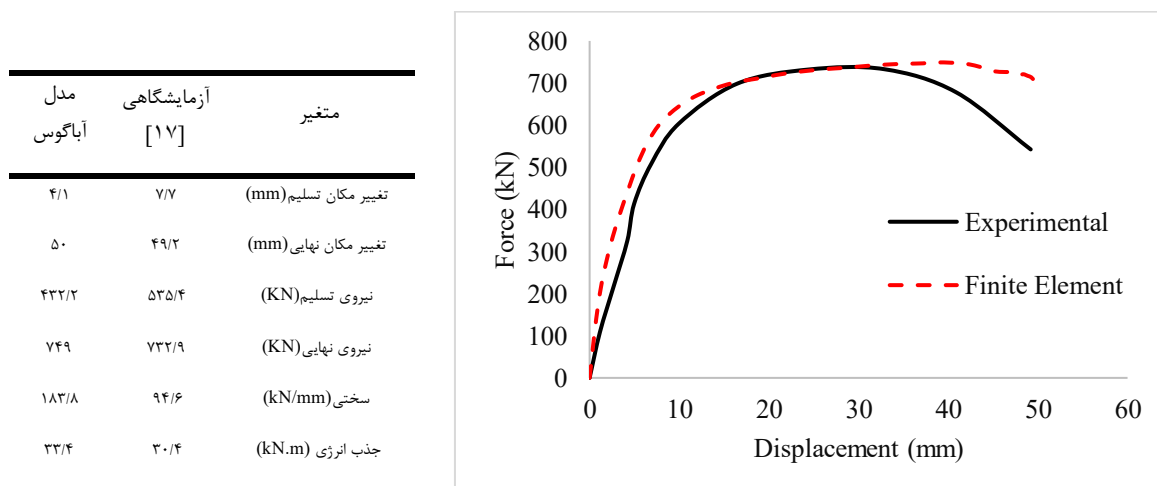 متغیر آزمایشگاهی [۱۷] مدل آباگوس
تغییر مکان تسلیم(mm) ۷/۷ ۴/۱
تغییر مکان نهایی(mm) ۴۹/۲ ۵۰
نیروی تسلیم(KN) ۵۳۵/۴ ۴۳۲/۲
نیروی نهایی(KN) ۷۳۲/۹ ۷۴۹
سختی(kN/mm) ۹۴/۶ ۱۸۳/۸
جذب انرژی (kN.m) ۳۰/۴ ۳۳/۴
Force (kN)
800
700
600
500
400
300
200
100
0
0 10 20 30 40 50 60
Displacement (mm)
Experimental
Finite Element